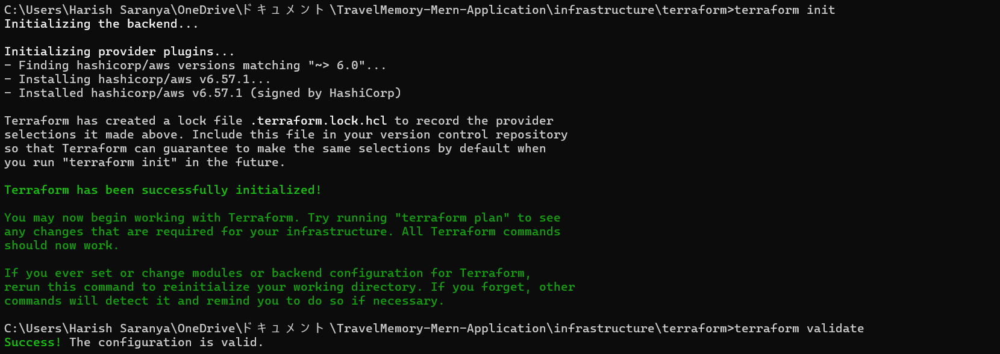 C:\Users\Harish Saranya\OneDrive\ドキュメント\TravelMemory-Mern-Application\infrastructure\terraform>terraform init
Initializing the backend...
Initializing provider plugins...
- Finding hashicorp/aws versions matching "~> 6.0"...
- Installing hashicorp/aws v6.57.1...
- Installed hashicorp/aws v6.57.1 (signed by HashiCorp)
Terraform has created a lock file .terraform.lock.hcl to record the provider
selections it made above. Include this file in your version control repository
so that Terraform can guarantee to make the same selections by default when
you run "terraform init" in the future.
Terraform has been successfully initialized!
You may now begin working with Terraform. Try running "terraform plan" to see
any changes that are required for your infrastructure. All Terraform commands
should now work.
If you ever set or change modules or backend configuration for Terraform,
rerun this command to reinitialize your working directory. If you forget, other
commands will detect it and remind you to do so if necessary.
C:\Users\Harish Saranya\OneDrive\ドキュメント\TravelMemory-Mern-Application\infrastructure\terraform>terraform validate
Success! The configuration is valid.